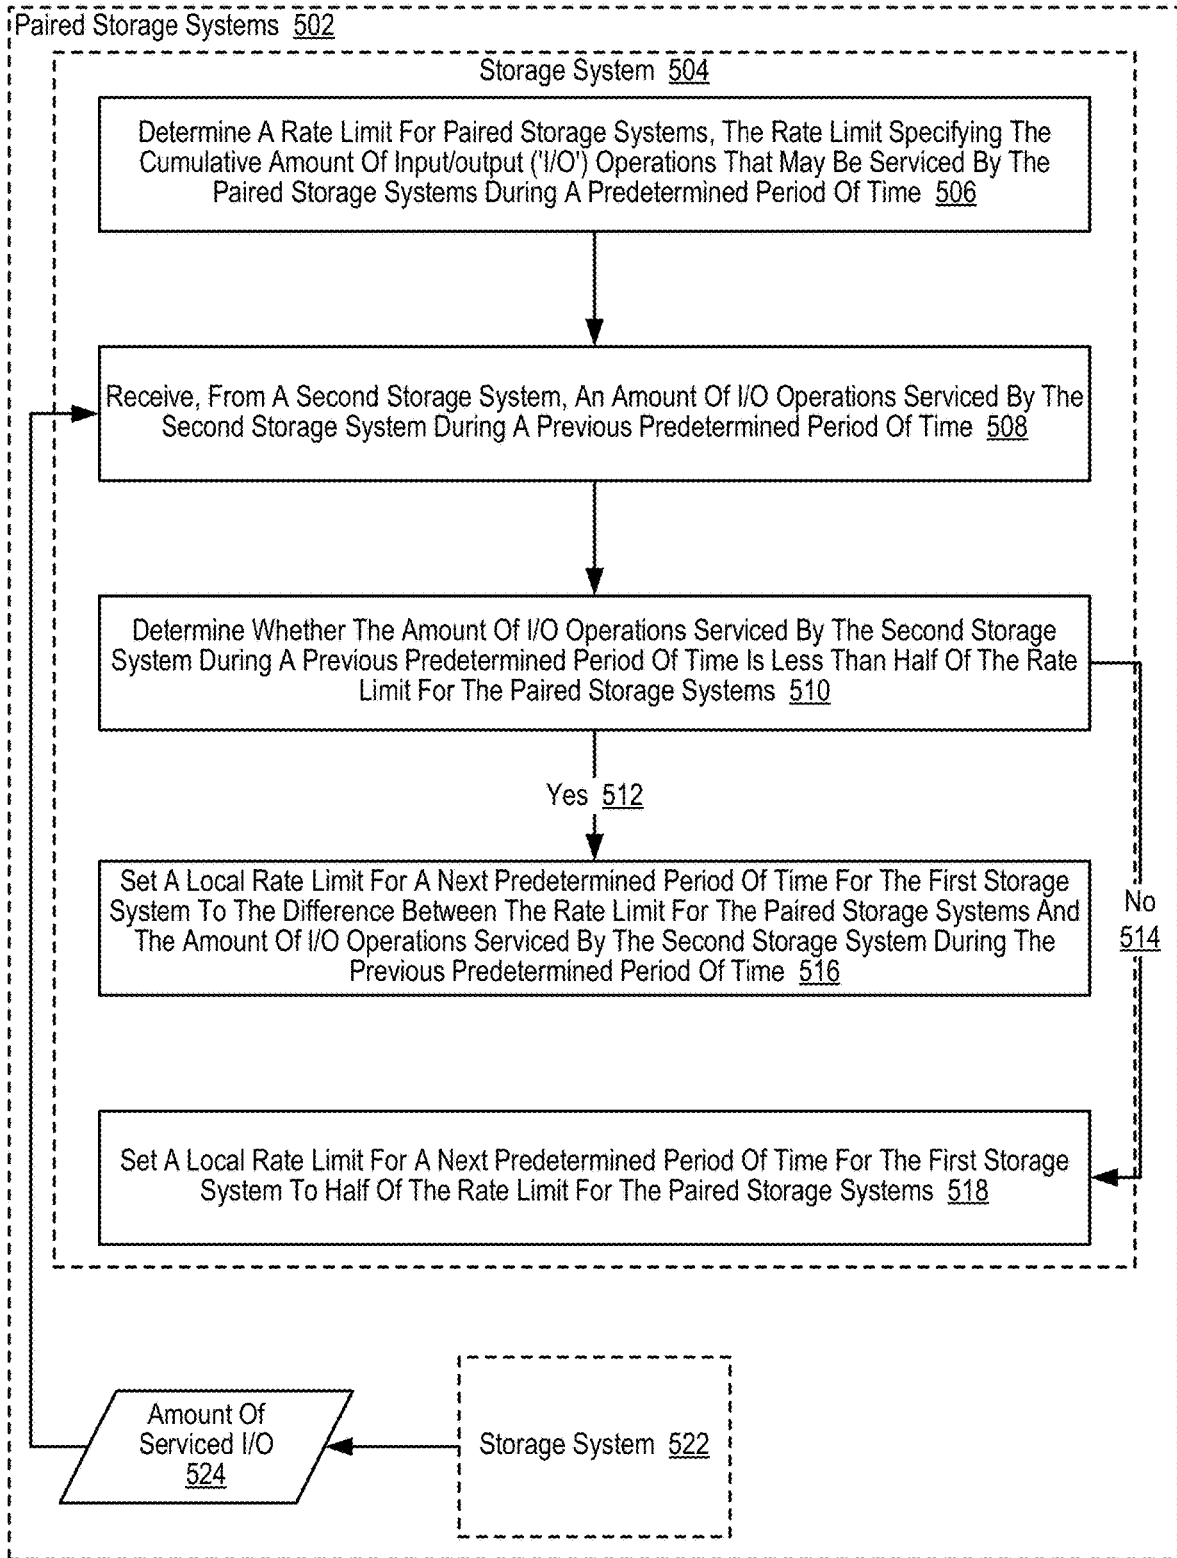 Paired Storage Systems 502
Storage System 504
Determine A Rate Limit For Paired Storage Systems, The Rate Limit Specifying The
Cumulative Amount Of Input/output ('I/O') Operations That May Be Serviced By The
Paired Storage Systems During A Predetermined Period Of Time 506
Receive, From A Second Storage System, An Amount Of I/O Operations Serviced By The
Second Storage System During A Previous Predetermined Period Of Time 508
Determine Whether The Amount Of I/O Operations Serviced By The Second Storage
System During A Previous Predetermined Period Of Time Is Less Than Half Of The Rate
Limit For The Paired Storage Systems 510
Yes 512
Set A Local Rate Limit For A Next Predetermined Period Of Time For The First Storage
System To The Difference Between The Rate Limit For The Paired Storage Systems And
The Amount Of I/O Operations Serviced By The Second Storage System During The
Previous Predetermined Period Of Time 516
No
514
Set A Local Rate Limit For A Next Predetermined Period Of Time For The First Storage
System To Half Of The Rate Limit For The Paired Storage Systems 518
Amount Of
Serviced I/O
524
Storage System 522